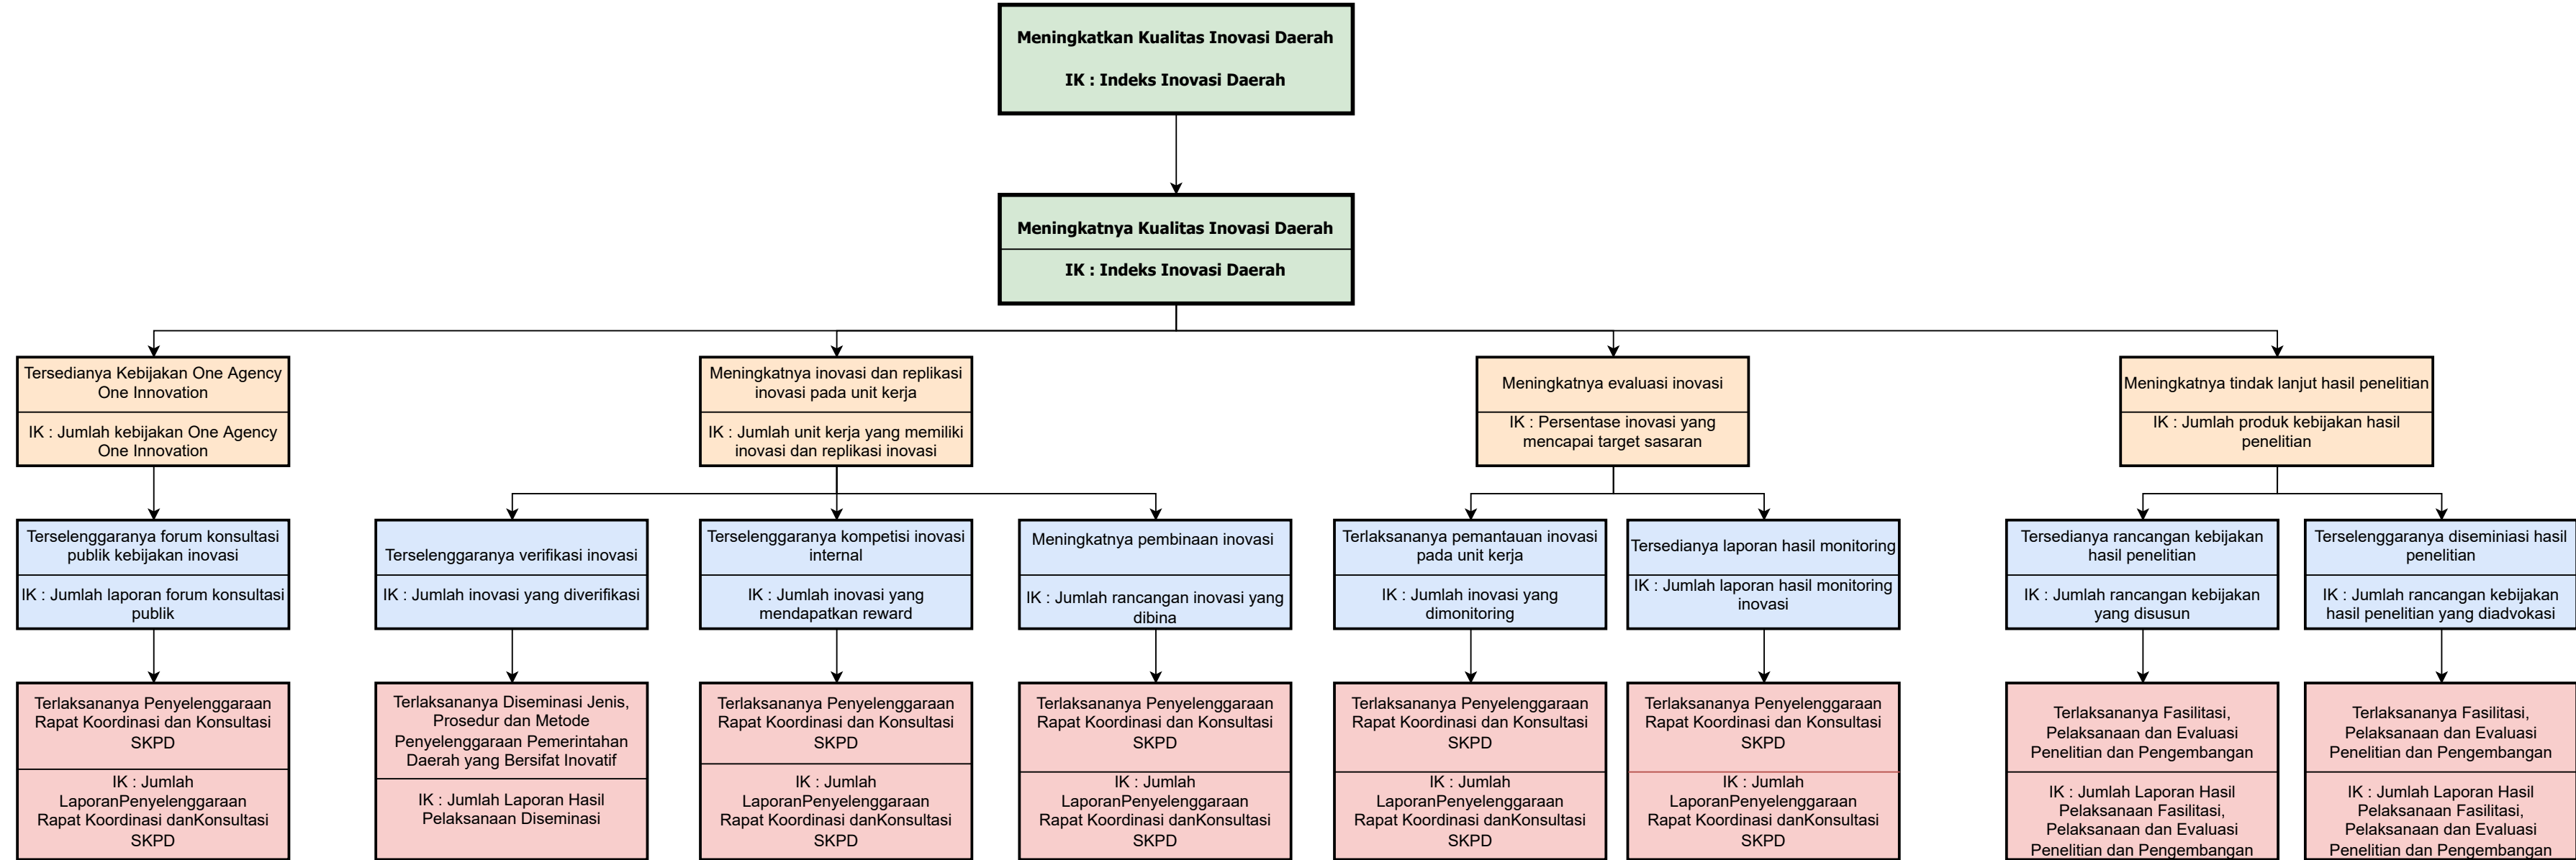 Meningkatkan Kualitas Inovasi Daerah
IK : Indeks Inovasi Daerah
Meningkatnya Kualitas Inovasi Daerah
IK : Indeks Inovasi Daerah
Tersedianya Kebijakan One Agency
One Innovation
IK : Jumlah kebijakan One Agency
One Innovation
Meningkatnya inovasi dan replikasi
inovasi pada unit kerja
IK : Jumlah unit kerja yang memiliki
inovasi dan replikasi inovasi
Meningkatnya evaluasi inovasi
IK : Persentase inovasi yang
mencapai target sasaran
Meningkatnya tindak lanjut hasil penelitian
IK : Jumlah produk kebijakan hasil
penelitian
Terselenggaranya forum konsultasi
publik kebijakan inovasi
IK : Jumlah laporan forum konsultasi
publik
Terselenggaranya verifikasi inovasi
IK : Jumlah inovasi yang diverifikasi
Terselenggaranya kompetisi inovasi
internal
IK : Jumlah inovasi yang
mendapatkan reward
Meningkatnya pembinaan inovasi
IK : Jumlah rancangan inovasi yang
dibina
Terlaksananya pemantauan inovasi
pada unit kerja
IK : Jumlah inovasi yang
dimonitoring
Tersedianya laporan hasil monitoring
IK : Jumlah laporan hasil monitoring
inovasi
Tersedianya rancangan kebijakan
hasil penelitian
IK : Jumlah rancangan kebijakan
yang disusun
Terselenggaranya diseminiasi hasil
penelitian
IK : Jumlah rancangan kebijakan
hasil penelitian yang diadvokasi
Terlaksananya Penyelenggaraan
Rapat Koordinasi dan Konsultasi
SKPD
IK : Jumlah
LaporanPenyelenggaraan
Rapat Koordinasi danKonsultasi
SKPD
Terlaksananya Diseminasi Jenis,
Prosedur dan Metode
Penyelenggaraan Pemerintahan
Daerah yang Bersifat Inovatif
IK : Jumlah Laporan Hasil
Pelaksanaan Diseminasi
Terlaksananya Penyelenggaraan
Rapat Koordinasi dan Konsultasi
SKPD
IK : Jumlah
LaporanPenyelenggaraan
Rapat Koordinasi danKonsultasi
SKPD
Terlaksananya Penyelenggaraan
Rapat Koordinasi dan Konsultasi
SKPD
IK : Jumlah
LaporanPenyelenggaraan
Rapat Koordinasi danKonsultasi
SKPD
Terlaksananya Penyelenggaraan
Rapat Koordinasi dan Konsultasi
SKPD
IK : Jumlah
LaporanPenyelenggaraan
Rapat Koordinasi danKonsultasi
SKPD
Terlaksananya Penyelenggaraan
Rapat Koordinasi dan Konsultasi
SKPD
IK : Jumlah
LaporanPenyelenggaraan
Rapat Koordinasi danKonsultasi
SKPD
Terlaksananya Fasilitasi,
Pelaksanaan dan Evaluasi
Penelitian dan Pengembangan
IK : Jumlah Laporan Hasil
Pelaksanaan Fasilitasi,
Pelaksanaan dan Evaluasi
Penelitian dan Pengembangan
Terlaksananya Fasilitasi,
Pelaksanaan dan Evaluasi
Penelitian dan Pengembangan
IK : Jumlah Laporan Hasil
Pelaksanaan Fasilitasi,
Pelaksanaan dan Evaluasi
Penelitian dan Pengembangan